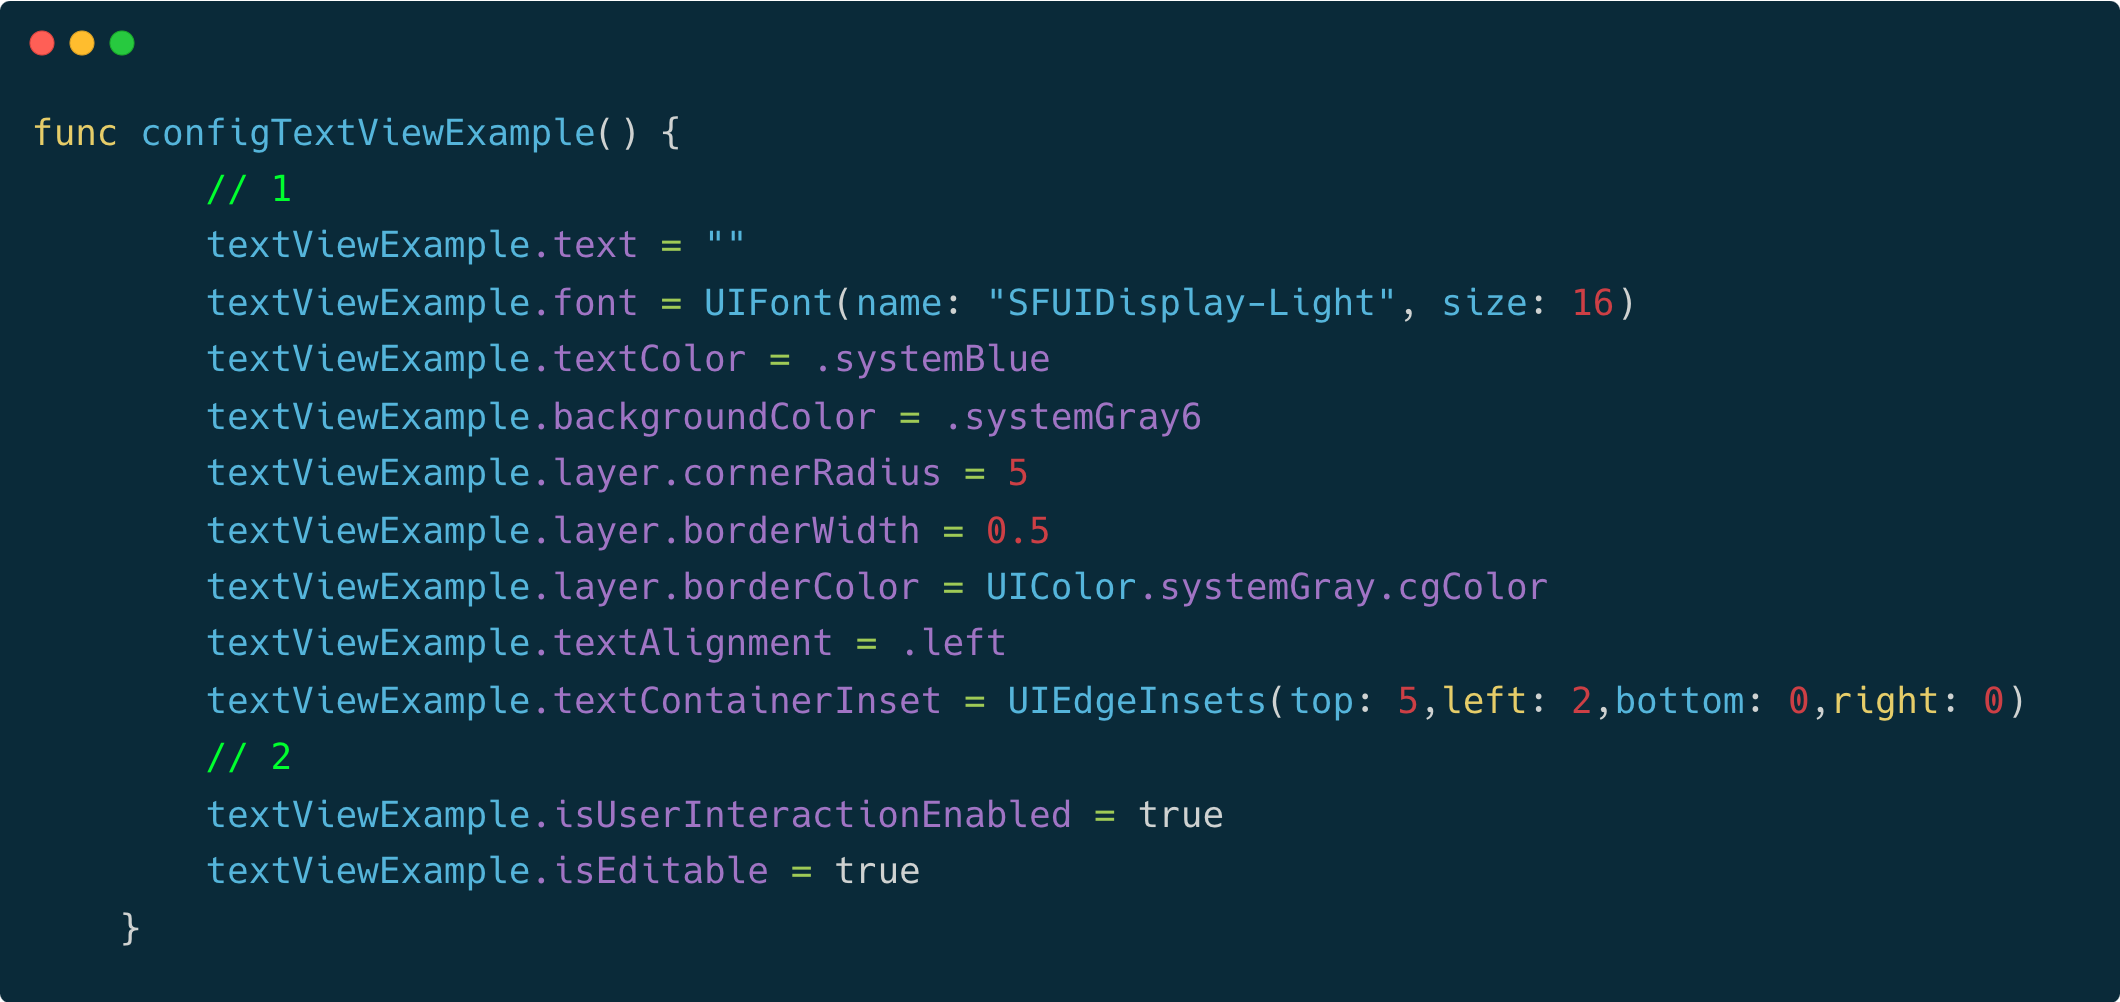 func configTextViewExample() {
        // 1
        textViewExample.text = ""
        textViewExample.font = UIFont(name: "SFUIDisplay-Light", size: 16)
        textViewExample.textColor = .systemBlue
        textViewExample.backgroundColor = .systemGray6
        textViewExample.layer.cornerRadius = 5
        textViewExample.layer.borderWidth = 0.5
        textViewExample.layer.borderColor = UIColor.systemGray.cgColor
        textViewExample.textAlignment = .left
        textViewExample.textContainerInset = UIEdgeInsets(top: 5,left: 2,bottom: 0,right: 0)
        // 2
        textViewExample.isUserInteractionEnabled = true
        textViewExample.isEditable = true
    }